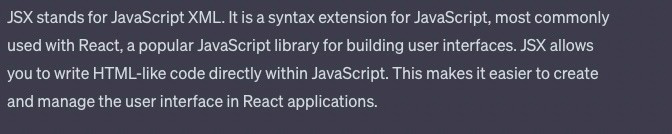 JSX stands for JavaScript XML. It is a syntax extension for JavaScript, most commonly
used with React, a popular JavaScript library for building user interfaces. JSX allows
you to write HTML-like code directly within JavaScript. This makes it easier to create
and manage the user interface in React applications.